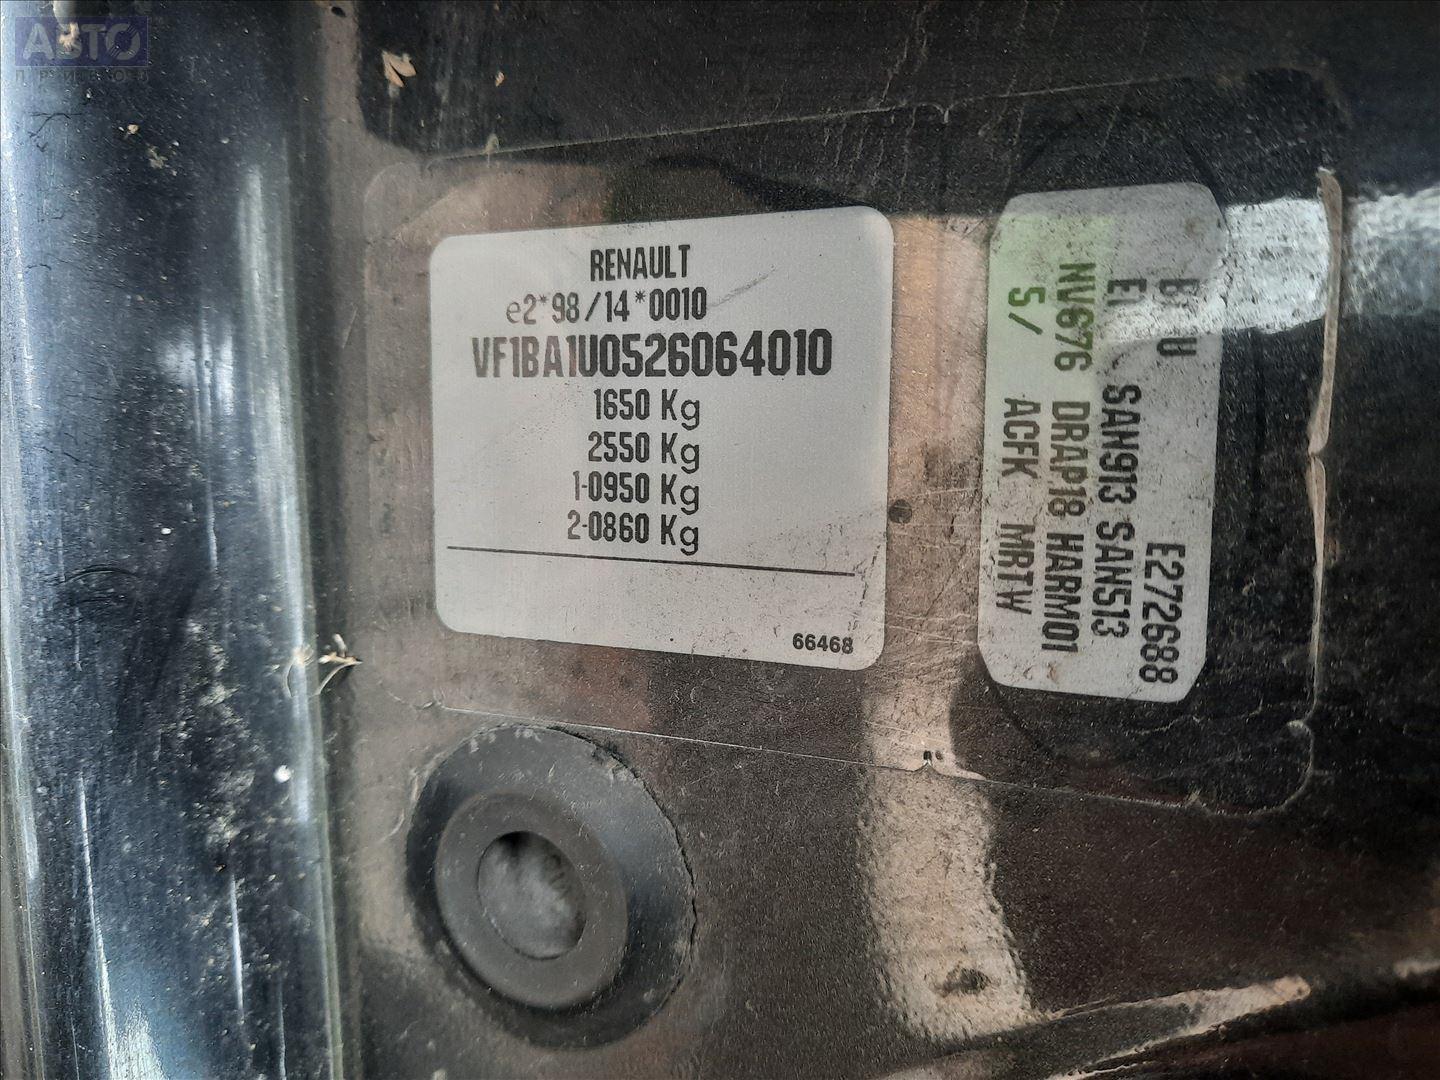 АВТО
RENAULT
e2*98/14*0010
VF1BA1U0526064010
1650 Kg
2550 Kg
1-0950 Kg
2-0860 Kg
66468
E272688
SAN913 SAN513
NV676 DRAP18 HARM01
5/ ACFK MRTW